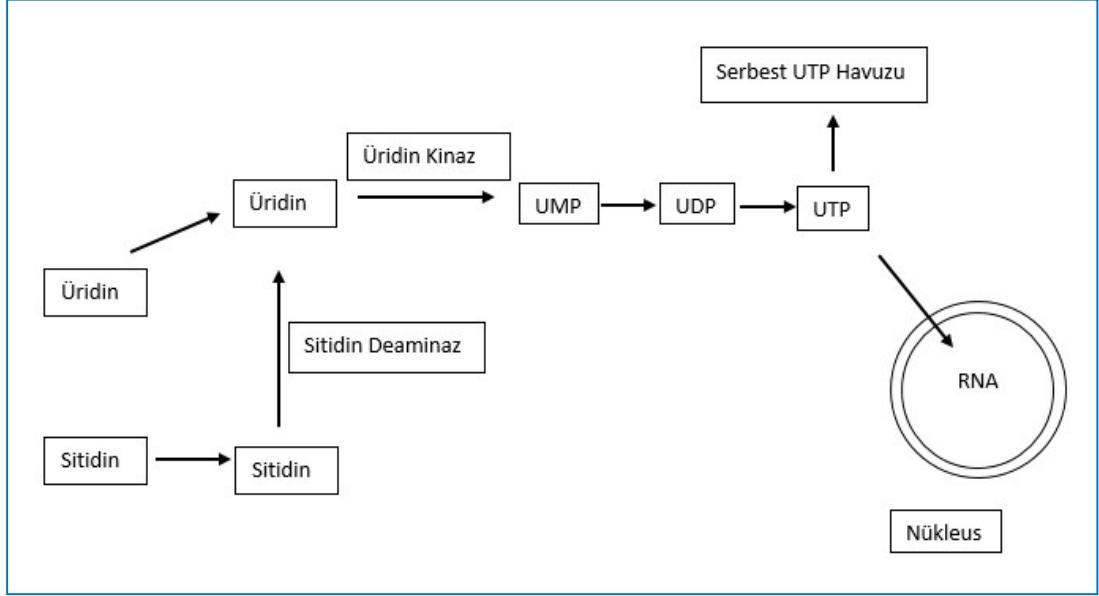 Serbest UTP Havuzu
Üridin Kinaz
Üridin
UMP
UDP
UTP
Üridin
Sitidin Deaminaz
RNA
Sitidin
Sitidin
Nükleus